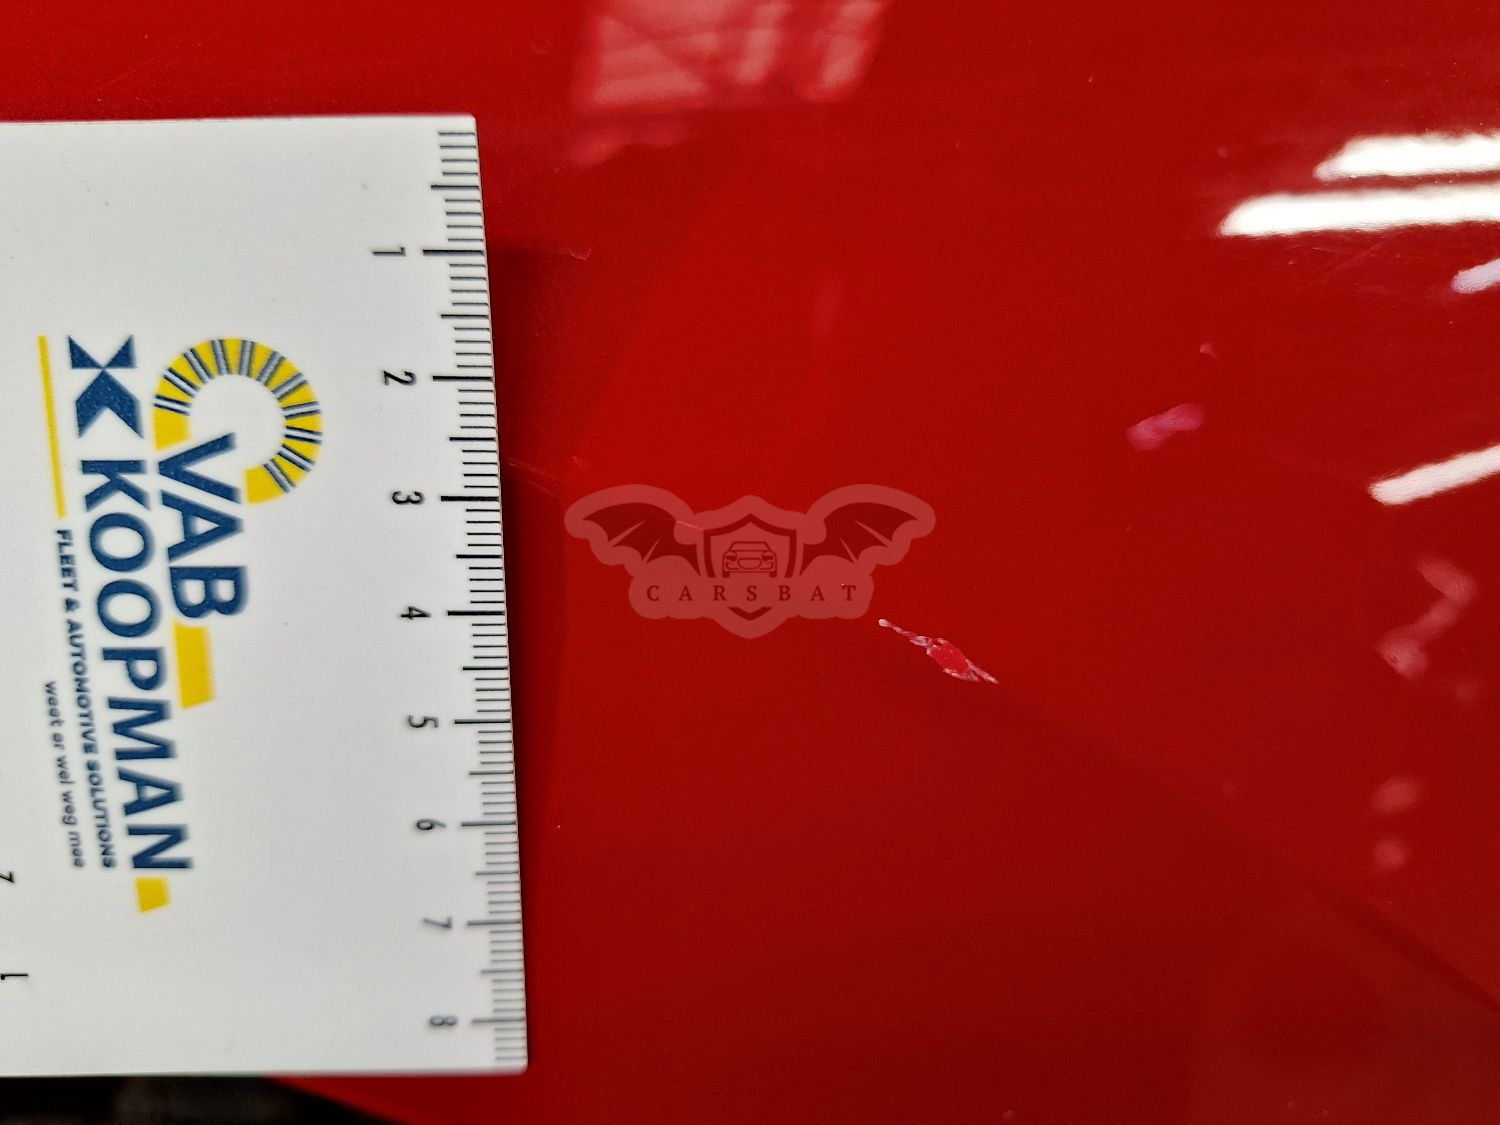 1
2
3
4
5
6
7
8
VAB
KOOPMAN
FLEET & AUTOMOTIVE SOLUTIONS
weet er wel weg mee
CARSBAT